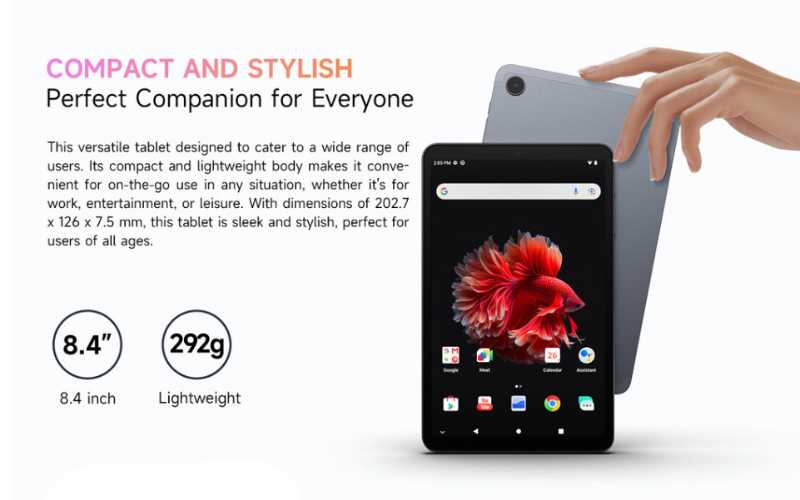 COMPACT AND STYLISH
Perfect Companion for Everyone
This versatile tablet designed to cater to a wide range of
users. Its compact and lightweight body makes it conve-
nient for on-the-go use in any situation, whether it's for
work, entertainment, or leisure. With dimensions of 202.7
x 126 x 7.5 mm, this tablet is sleek and stylish, perfect for
users of all ages.
8.4"
292g
8.4 inch
Lightweight
2:55 PM
26
Google Meet Calendar Assistant